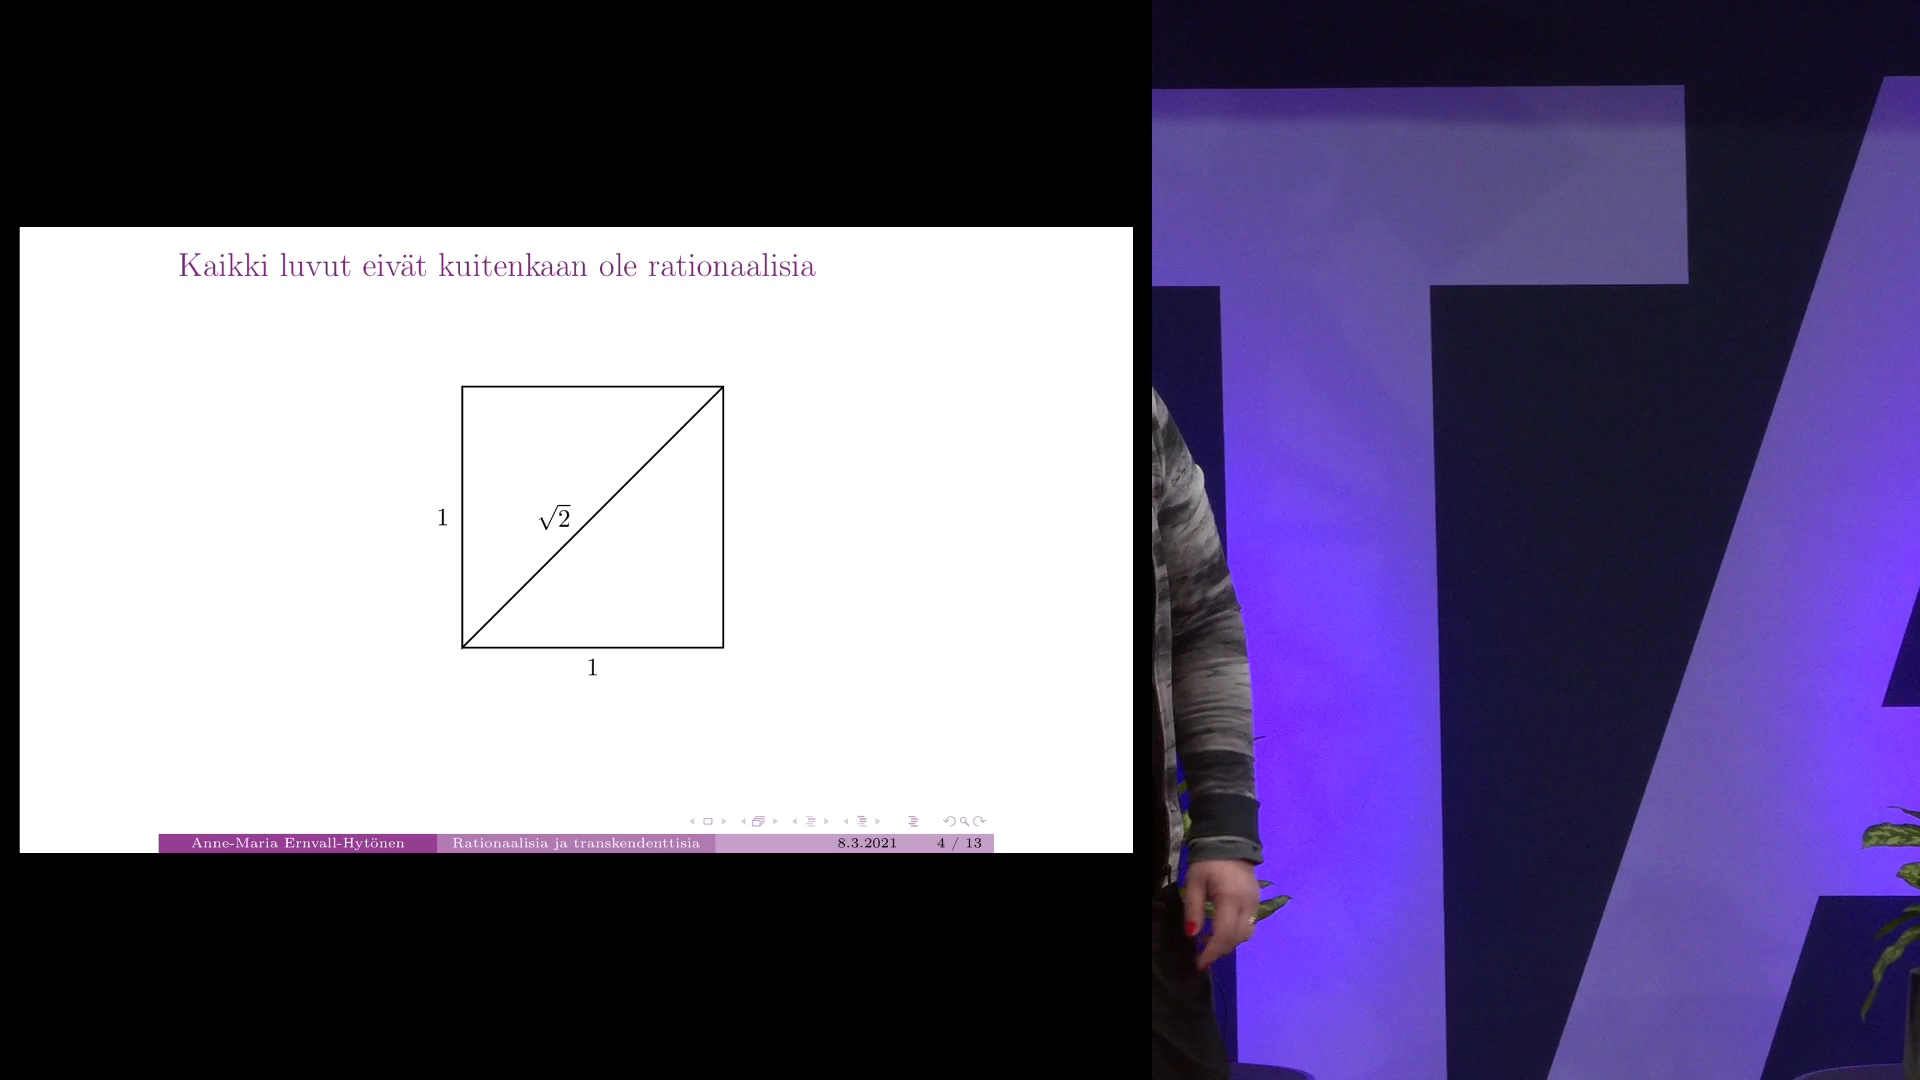 Kaikki luvut eivät kuitenkaan ole rationaalisia
1
√2
1
Anne-Maria Ernvall-Hytönen
Rationaalisia ja transkendenttisia
8.3.2021
4 / 13
TA